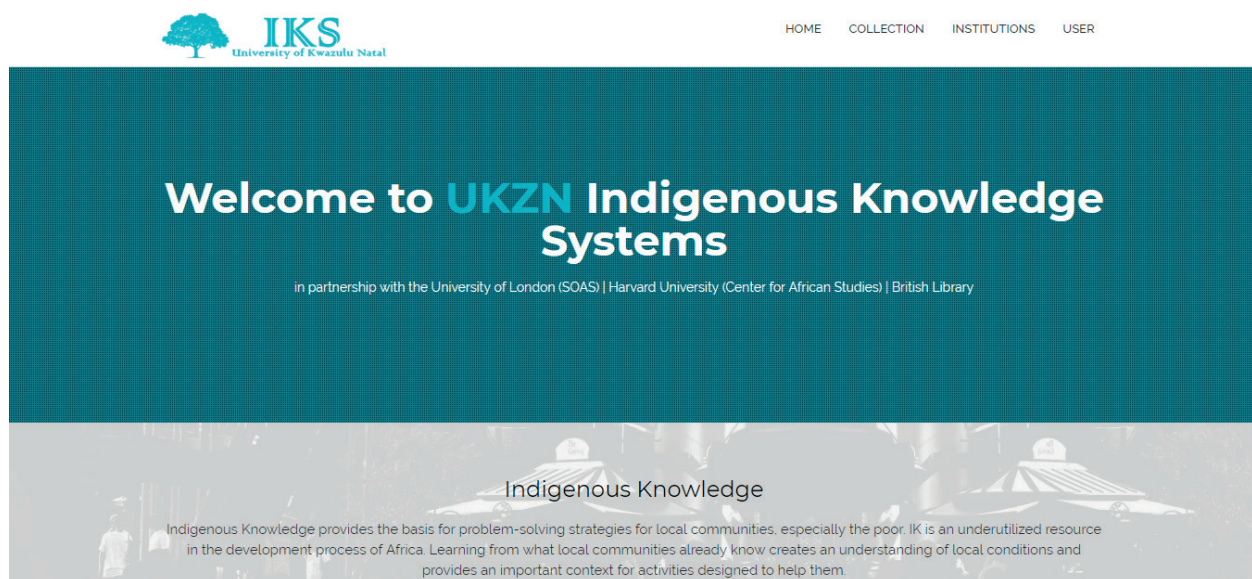 IKS
University of Kwazulu Natal
HOME COLLECTION INSTITUTIONS USER
Welcome to UKZN Indigenous Knowledge
Systems
in partnership with the University of London (SOAS) | Harvard University (Center for African Studies) | British Library
Indigenous Knowledge
Indigenous Knowledge provides the basis for problem-solving strategies for local communities, especially the poor. IK is an underutilized resource
in the development process of Africa. Learning from what local communities already know creates an understanding of local conditions and
provides an important context for activities designed to help them.